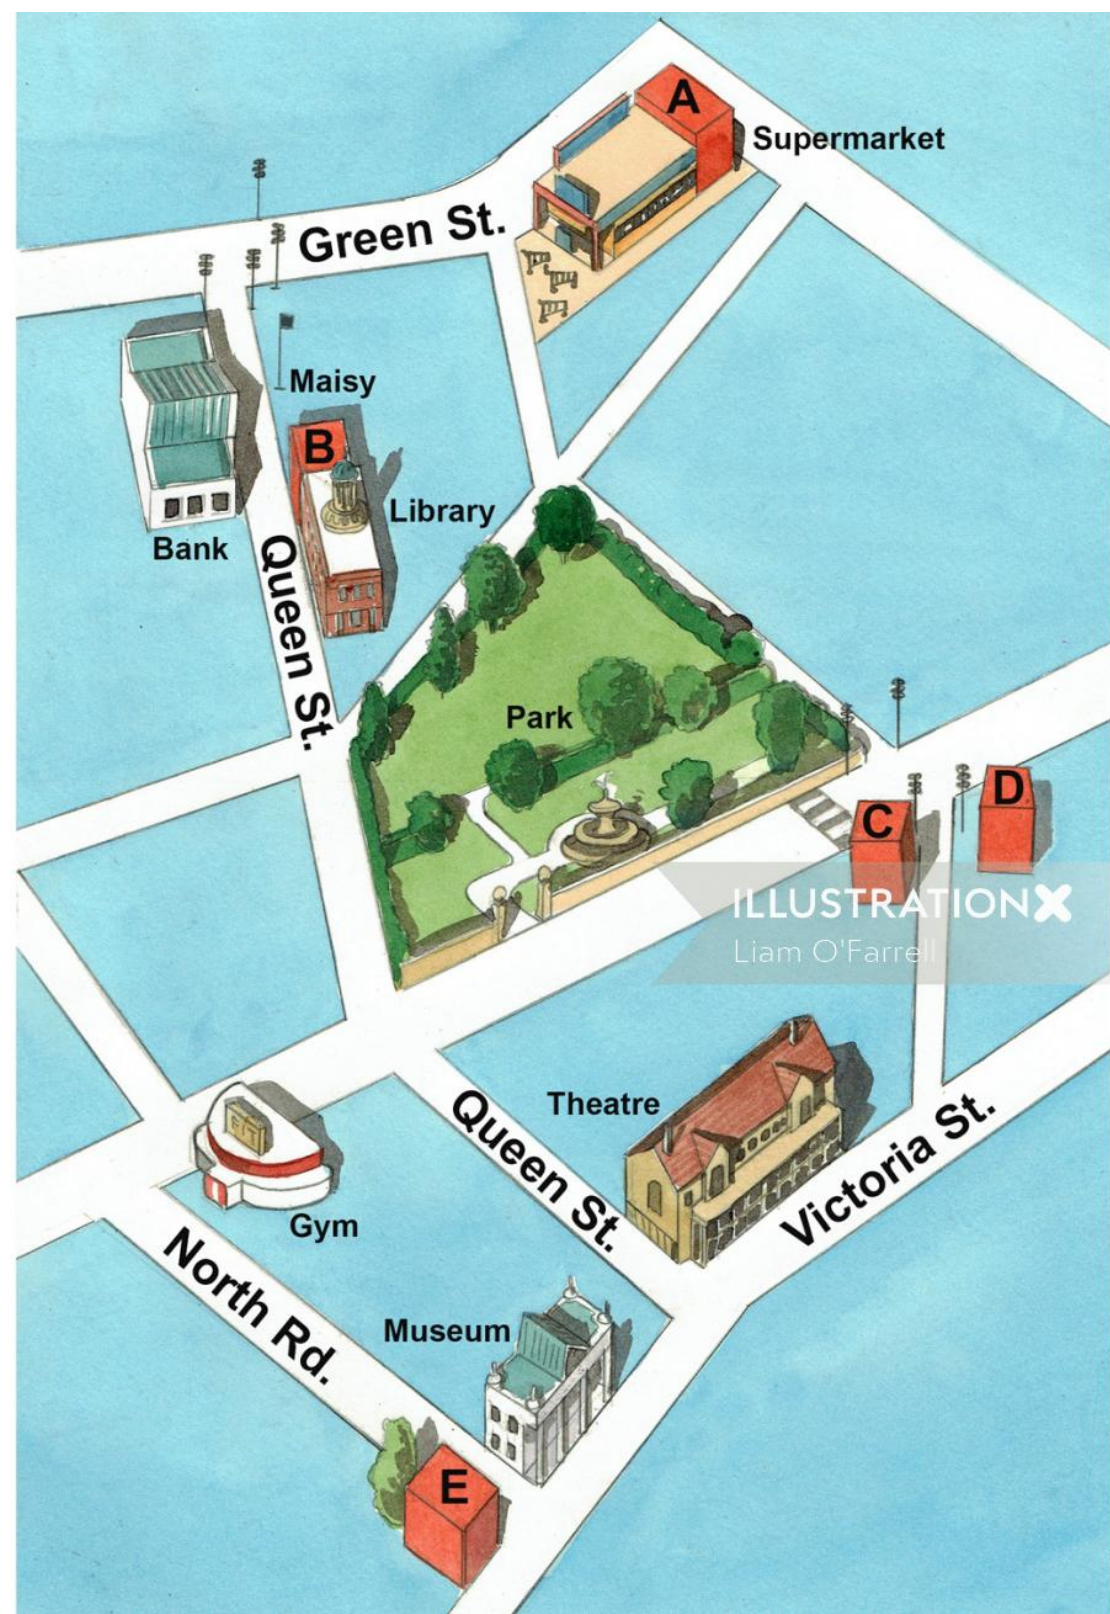 A
Supermarket
Green St.
Maisy
B
Library
Bank
Queen St.
Park
D
C
ILLUSTRATIONX
Liam O'Farrell
Theatre
Queen St.
Victoria St.
FIT
Gym
North Rd.
Museum
E